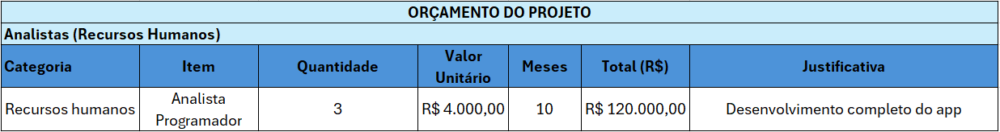 ORÇAMENTO DO PROJETO
Analistas (Recursos Humanos)
Categoria Item Quantidade Valor Unitário Meses Total (R$) Justificativa
Recursos humanos Analista Programador 3 R$ 4.000,00 10 R$ 120.000,00 Desenvolvimento completo do app